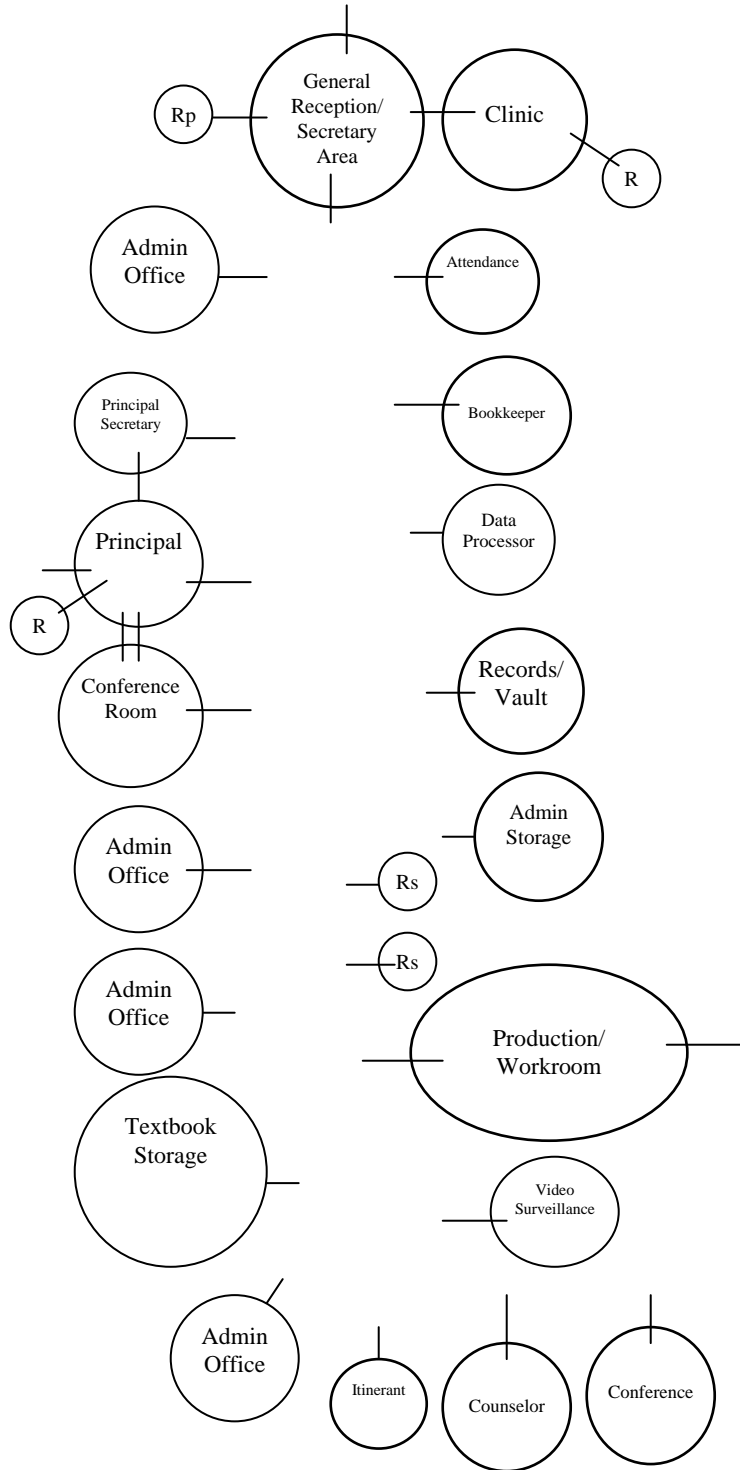 General
Reception/
Secretary
Area
Rp
Clinic
R
Admin
Office
Attendance
Principal
Secretary
Bookkeeper
Principal
Data
Processor
R
Conference
Room
Records/
Vault
Admin
Storage
Admin
Office
Rs
Rs
Admin
Office
Production/
Workroom
Textbook
Storage
Video
Surveillance
Admin
Office
Itinerant
Counselor
Conference